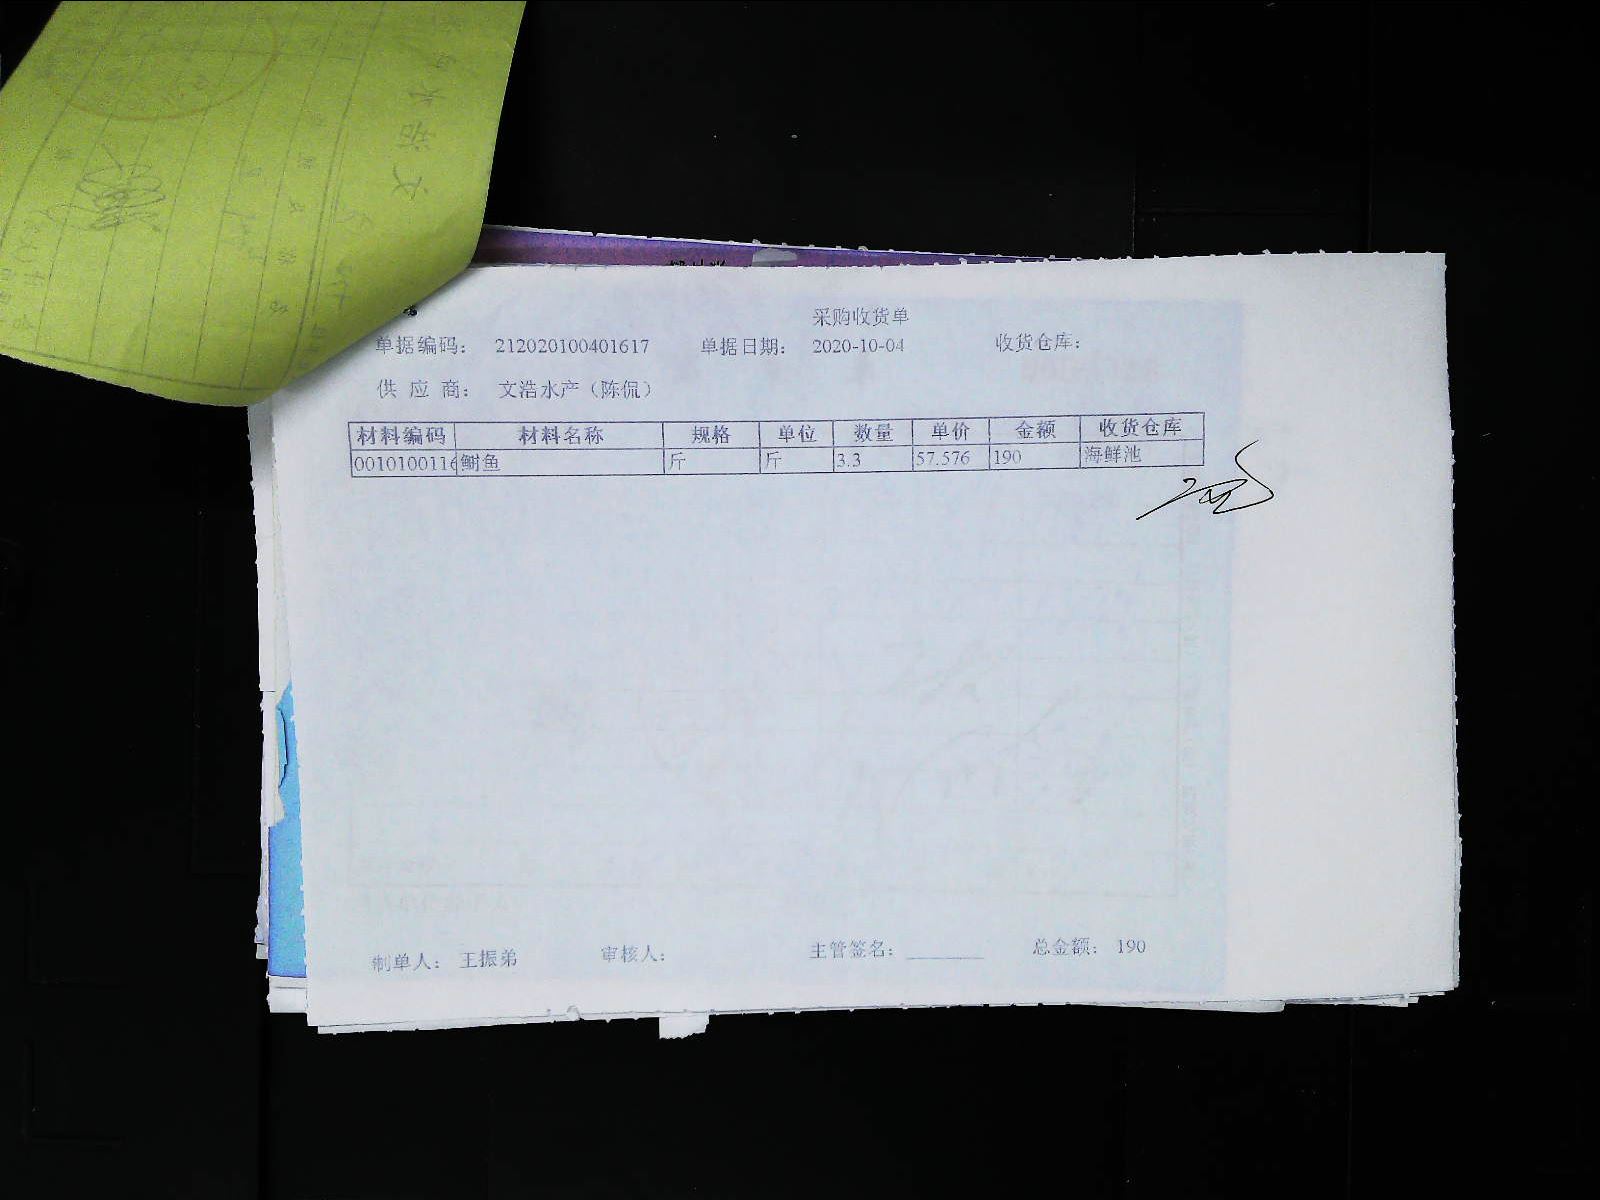 文浩水
采购收货单
单据编码： 212020100401617 单据日期： 2020-10-04 收货仓库：
供 应 商： 文浩水产（陈侃）
材料编码 材料名称 规格 单位 数量 单价 金额 收货仓库
0010100116 鲥鱼 斤 斤 3.3 57.576 190 海鲜池
制单人： 王振弟 审核人： 主管签名： 总金额： 190